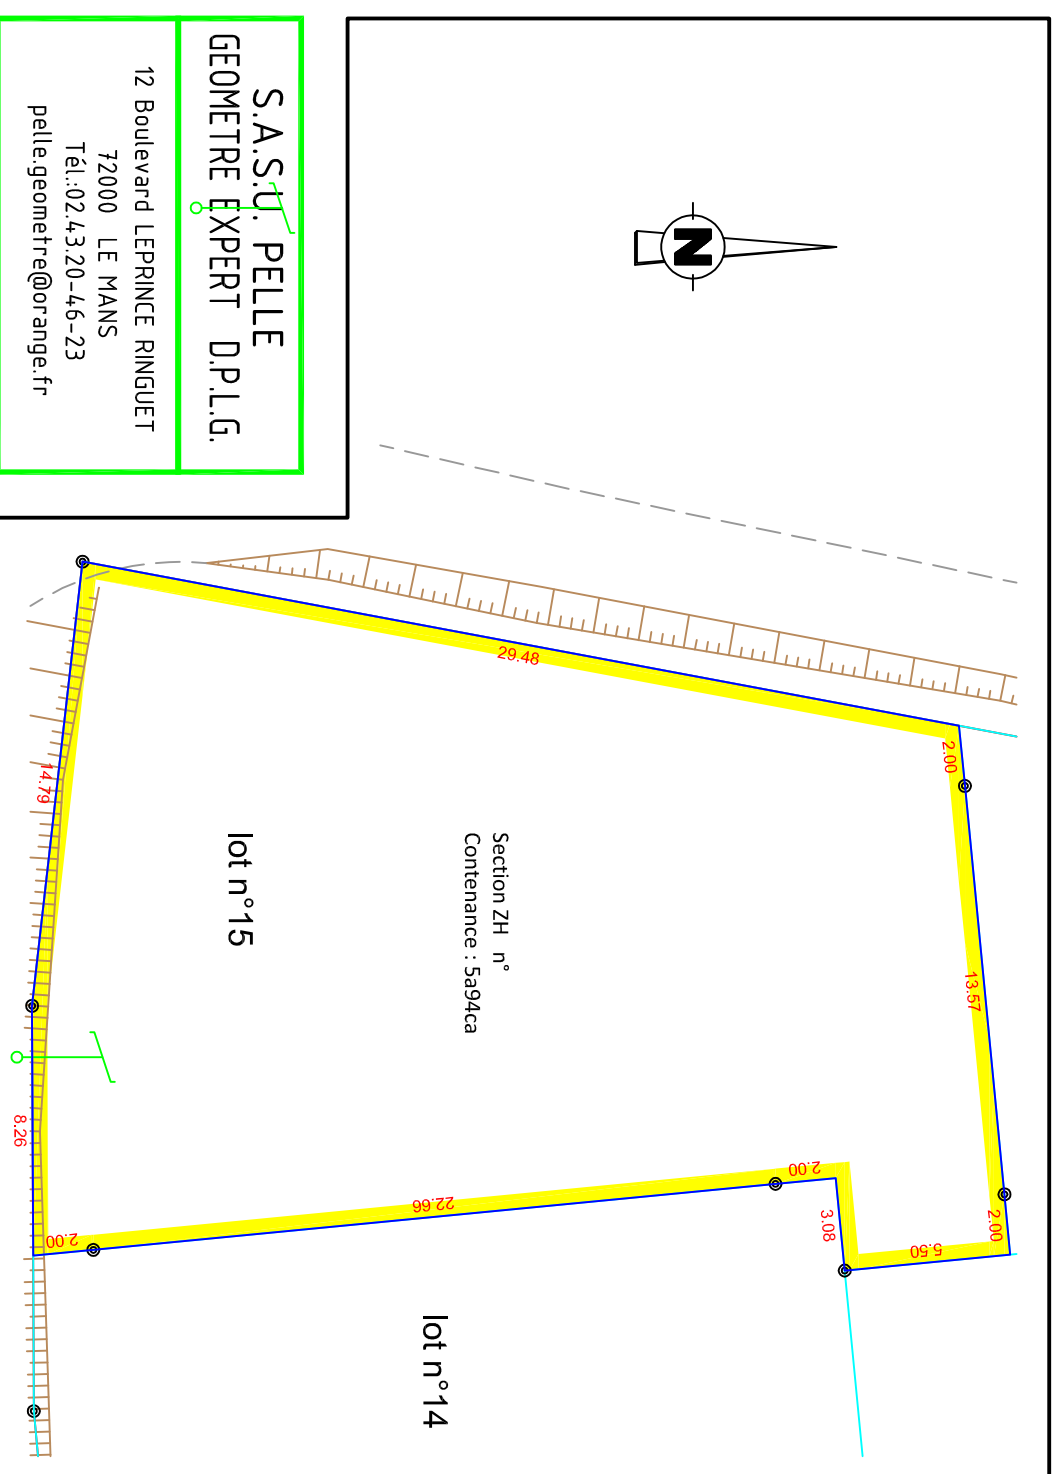 S.A.S.U. PELLE
GEOMETRE EXPERT D.P.L.G.
12 Boulevard LEPRINCE RINGUET
72000 LE MANS
Tél.:02.43.20-46-23
pelle.geometre@orange.fr
N
29.48
2.00
13.57
2.00
5.50
3.08
2.00
22.66
2.00
8.26
14.79
Section ZH n°
Contenance : 5a94ca
lot n°15
lot n°14